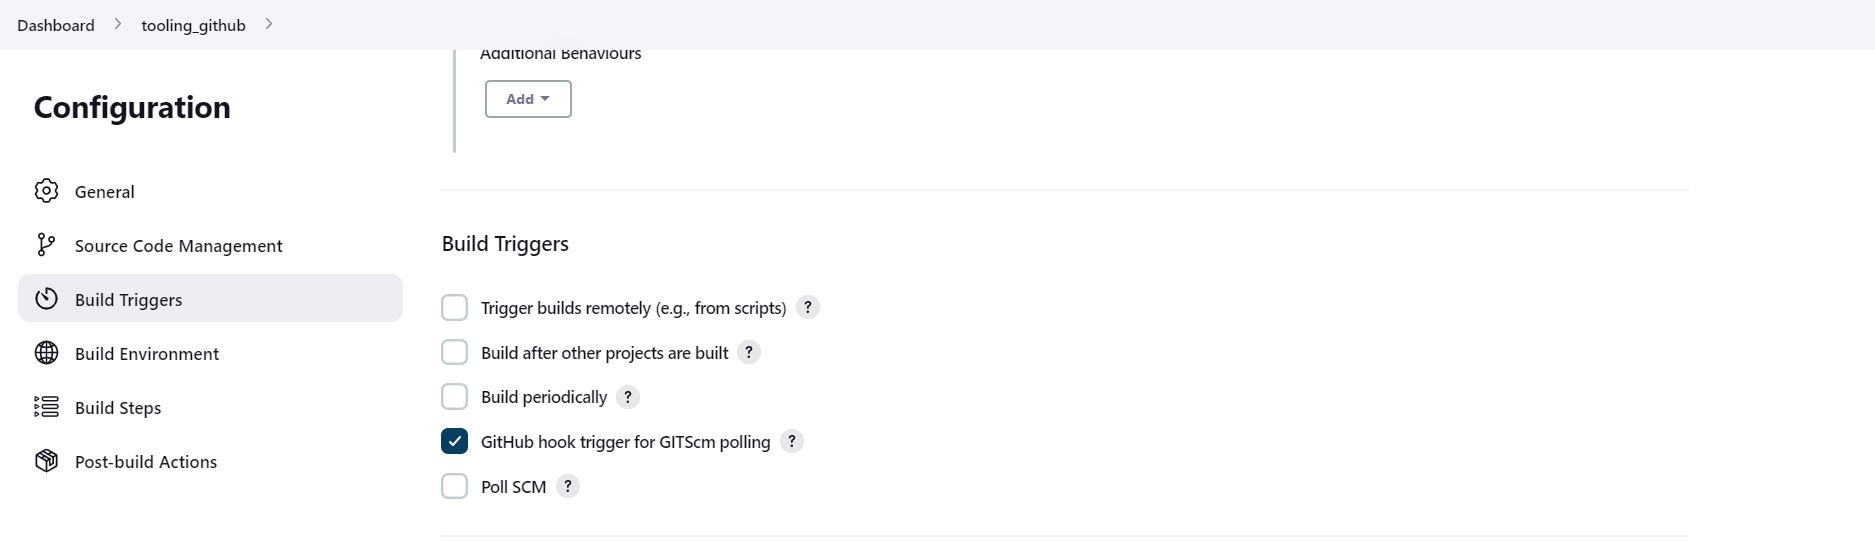 Dashboard > tooling_github >
Additional Behaviours
Add
Configuration
General
Source Code Management
Build Triggers
Build Environment
Build Steps
Post-build Actions
Build Triggers
Trigger builds remotely (e.g., from scripts) ?
Build after other projects are built ?
Build periodically ?
GitHub hook trigger for GITScm polling ?
Poll SCM ?